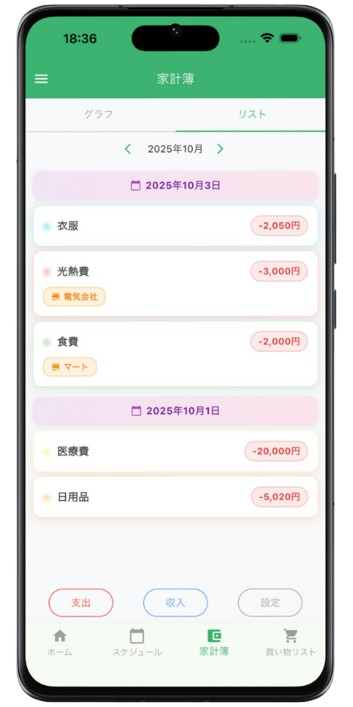 18:36
家計簿
グラフ リスト
2025年10月
2025年10月3日
衣服 -2,050円
光熱費 -3,000円
電気会社
食費 -2,000円
マート
2025年10月1日
医療費 -20,000円
日用品 -5,020円
支出 収入 設定
ホーム スケジュール 家計簿 買い物リスト